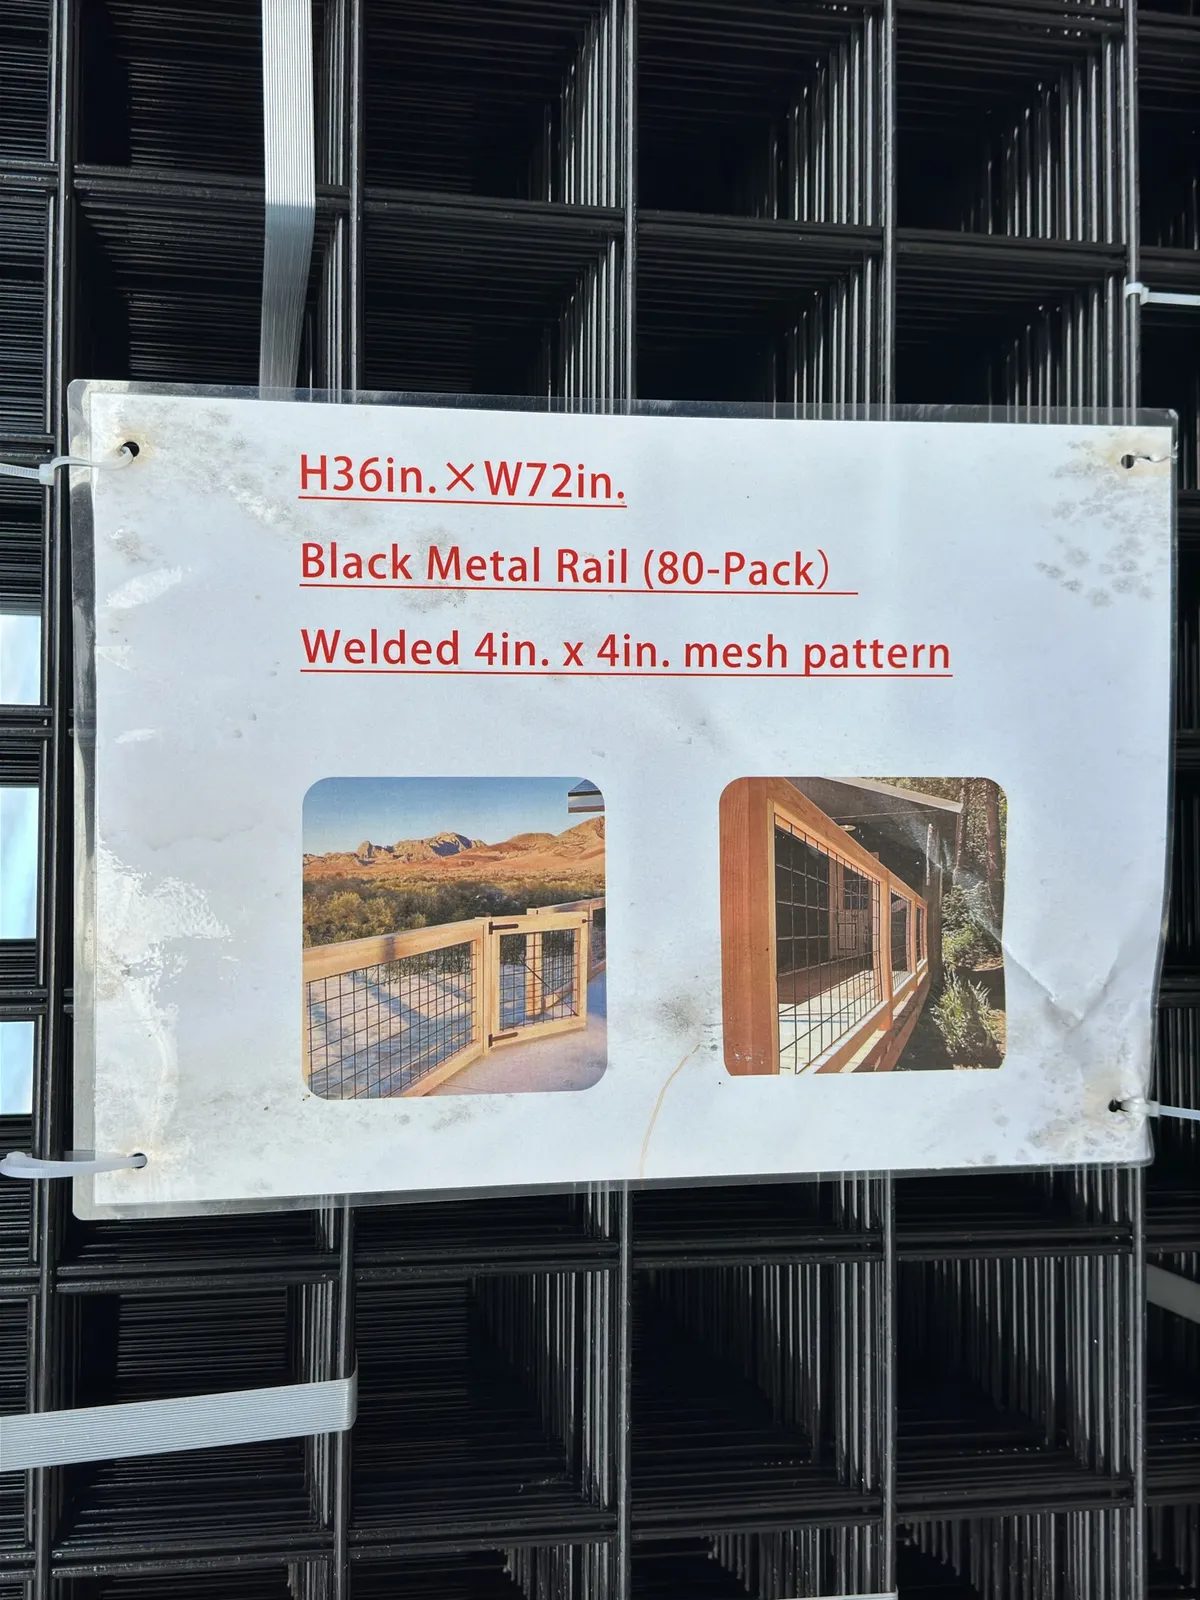 H36in.×W72in.
Black Metal Rail (80-Pack）
Welded 4in. x 4in. mesh pattern